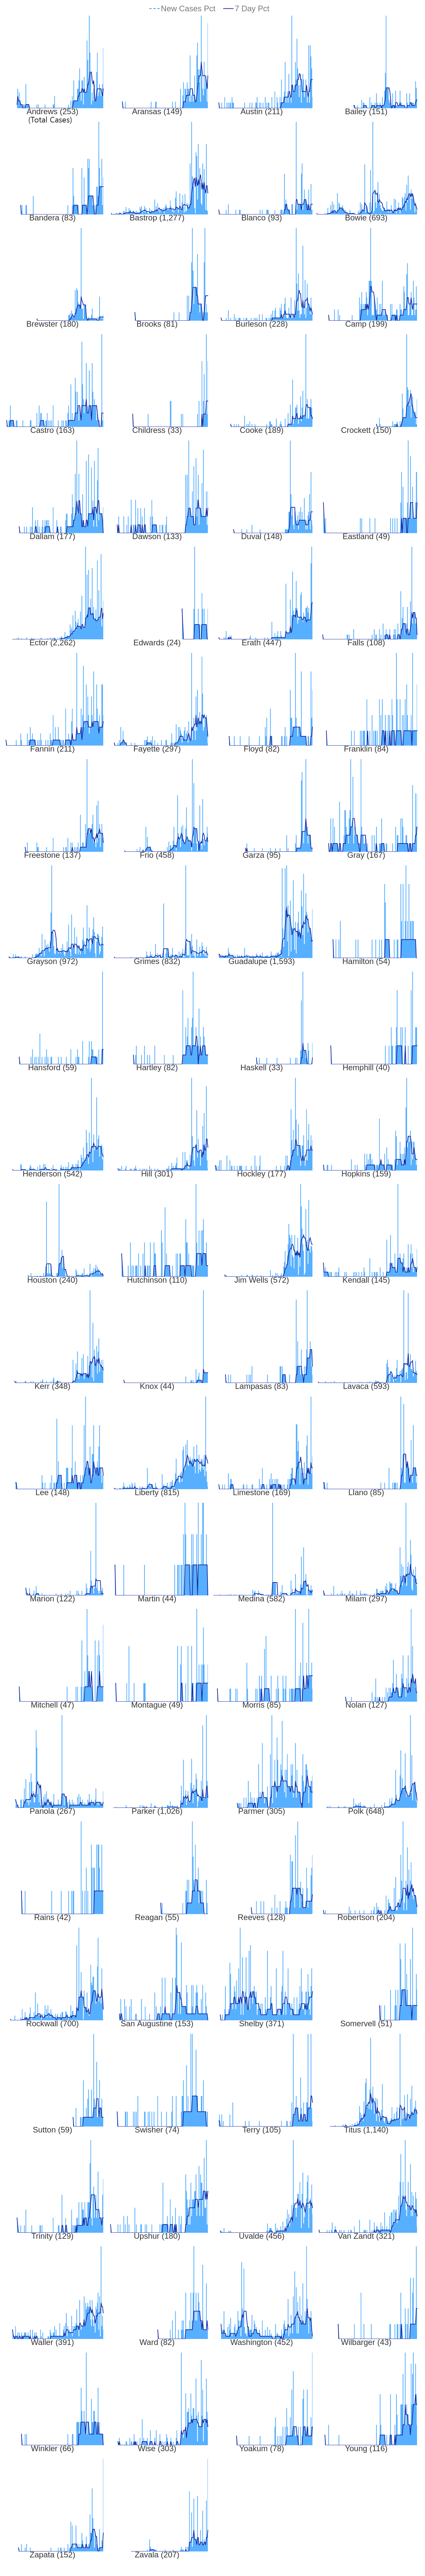 New Cases Pct 7 Day Pct
Andrews (253) Aransas (149) Austin (211) Bailey (151)
(Total Cases)
Bandera (83) Bastrop (1,277) Blanco (93) Bowie (693)
Brewster (180) Brooks (81) Burleson (228) Camp (199)
Castro (163) Childress (33) Cooke (189) Crockett (150)
Dallam (177) Dawson (133) Duval (148) Eastland (49)
Ector (2,262) Edwards (24) Erath (447) Falls (108)
Fannin (211) Fayette (297) Floyd (82) Franklin (84)
Freestone (137) Frio (458) Garza (95) Gray (167)
Grayson (972) Grimes (832) Guadalupe (1,593) Hamilton (54)
Hansford (59) Hartley (82) Haskell (33) Hemphill (40)
Henderson (542) Hill (301) Hockley (177) Hopkins (159)
Houston (240) Hutchinson (110) Jim Wells (572) Kendall (145)
Kerr (348) Knox (44) Lampasas (83) Lavaca (593)
Lee (148) Liberty (815) Limestone (169) Llano (85)
Marion (122) Martin (44) Medina (582) Milam (297)
Mitchell (47) Montague (49) Morris (85) Nolan (127)
Panola (267) Parker (1,026) Parmer (305) Polk (648)
Rains (42) Reagan (55) Reeves (128) Robertson (204)
Rockwall (700) San Augustine (153) Shelby (371) Somervell (51)
Sutton (59) Swisher (74) Terry (105) Titus (1,140)
Trinity (129) Upshur (180) Uvalde (456) Van Zandt (321)
Waller (391) Ward (82) Washington (452) Wilbarger (43)
Winkler (66) Wise (303) Yoakum (78) Young (116)
Zapata (152) Zavala (207)